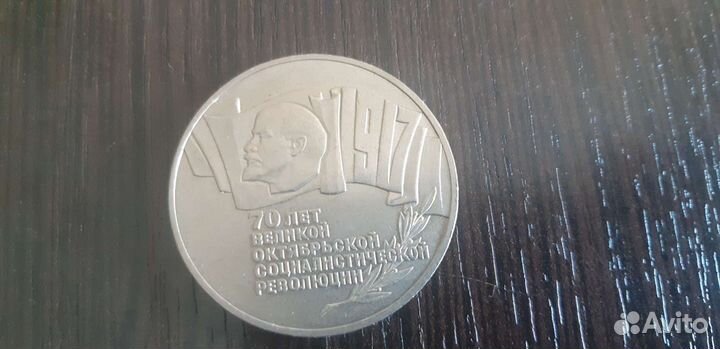 1917
70 ЛЕТ
ВЕЛИКОЙ
ОКТЯБРЬСКОЙ
СОЦИАЛИСТИЧЕСКОЙ
РЕВОЛЮЦИИ
Avito